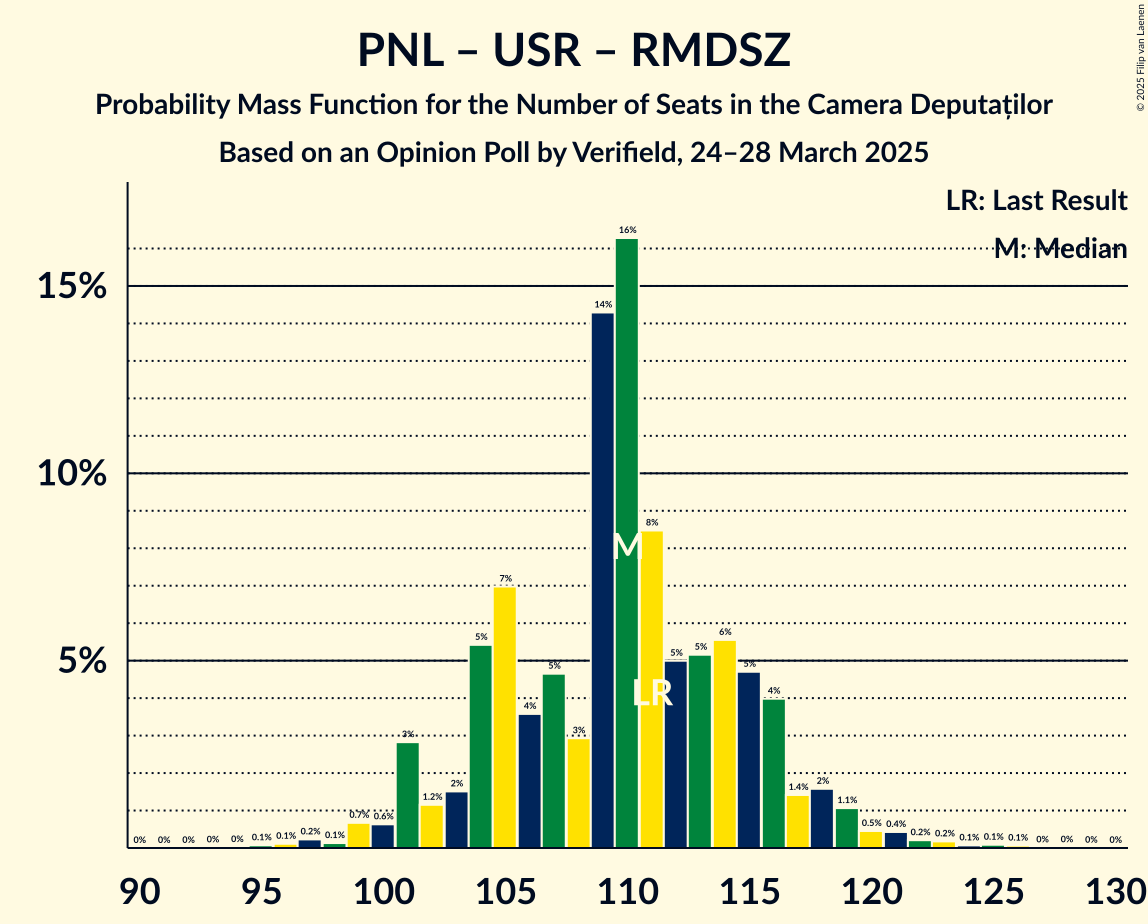 PNL – USR – RMDSZ
Probability Mass Function for the Number of Seats in the Camera Deputaților
Based on an Opinion Poll by Verifield, 24–28 March 2025
© 2025 Filip van Laenen
LR: Last Result
M: Median
15%
10%
5%
0% 0% 0% 0% 0% 0.1% 0.1% 0.2% 0.1% 0.7% 0.6% 3% 1.2% 2% 5% 7% 4% 5% 3% 14% 16% 8% 5% 5% 6% 5% 4% 1.4% 2% 1.1% 0.5% 0.4% 0.2% 0.2% 0.1% 0.1% 0.1% 0% 0% 0% 0%
M
LR
90 95 100 105 110 115 120 125 130